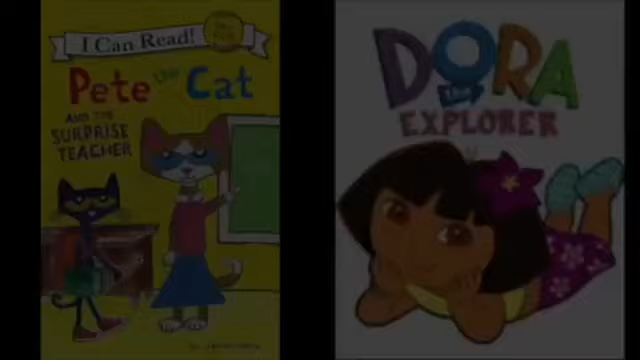 I Can Read!
Pete the Cat
AND THE
SURPRISE
TEACHER
DORA
the
EXPLORER